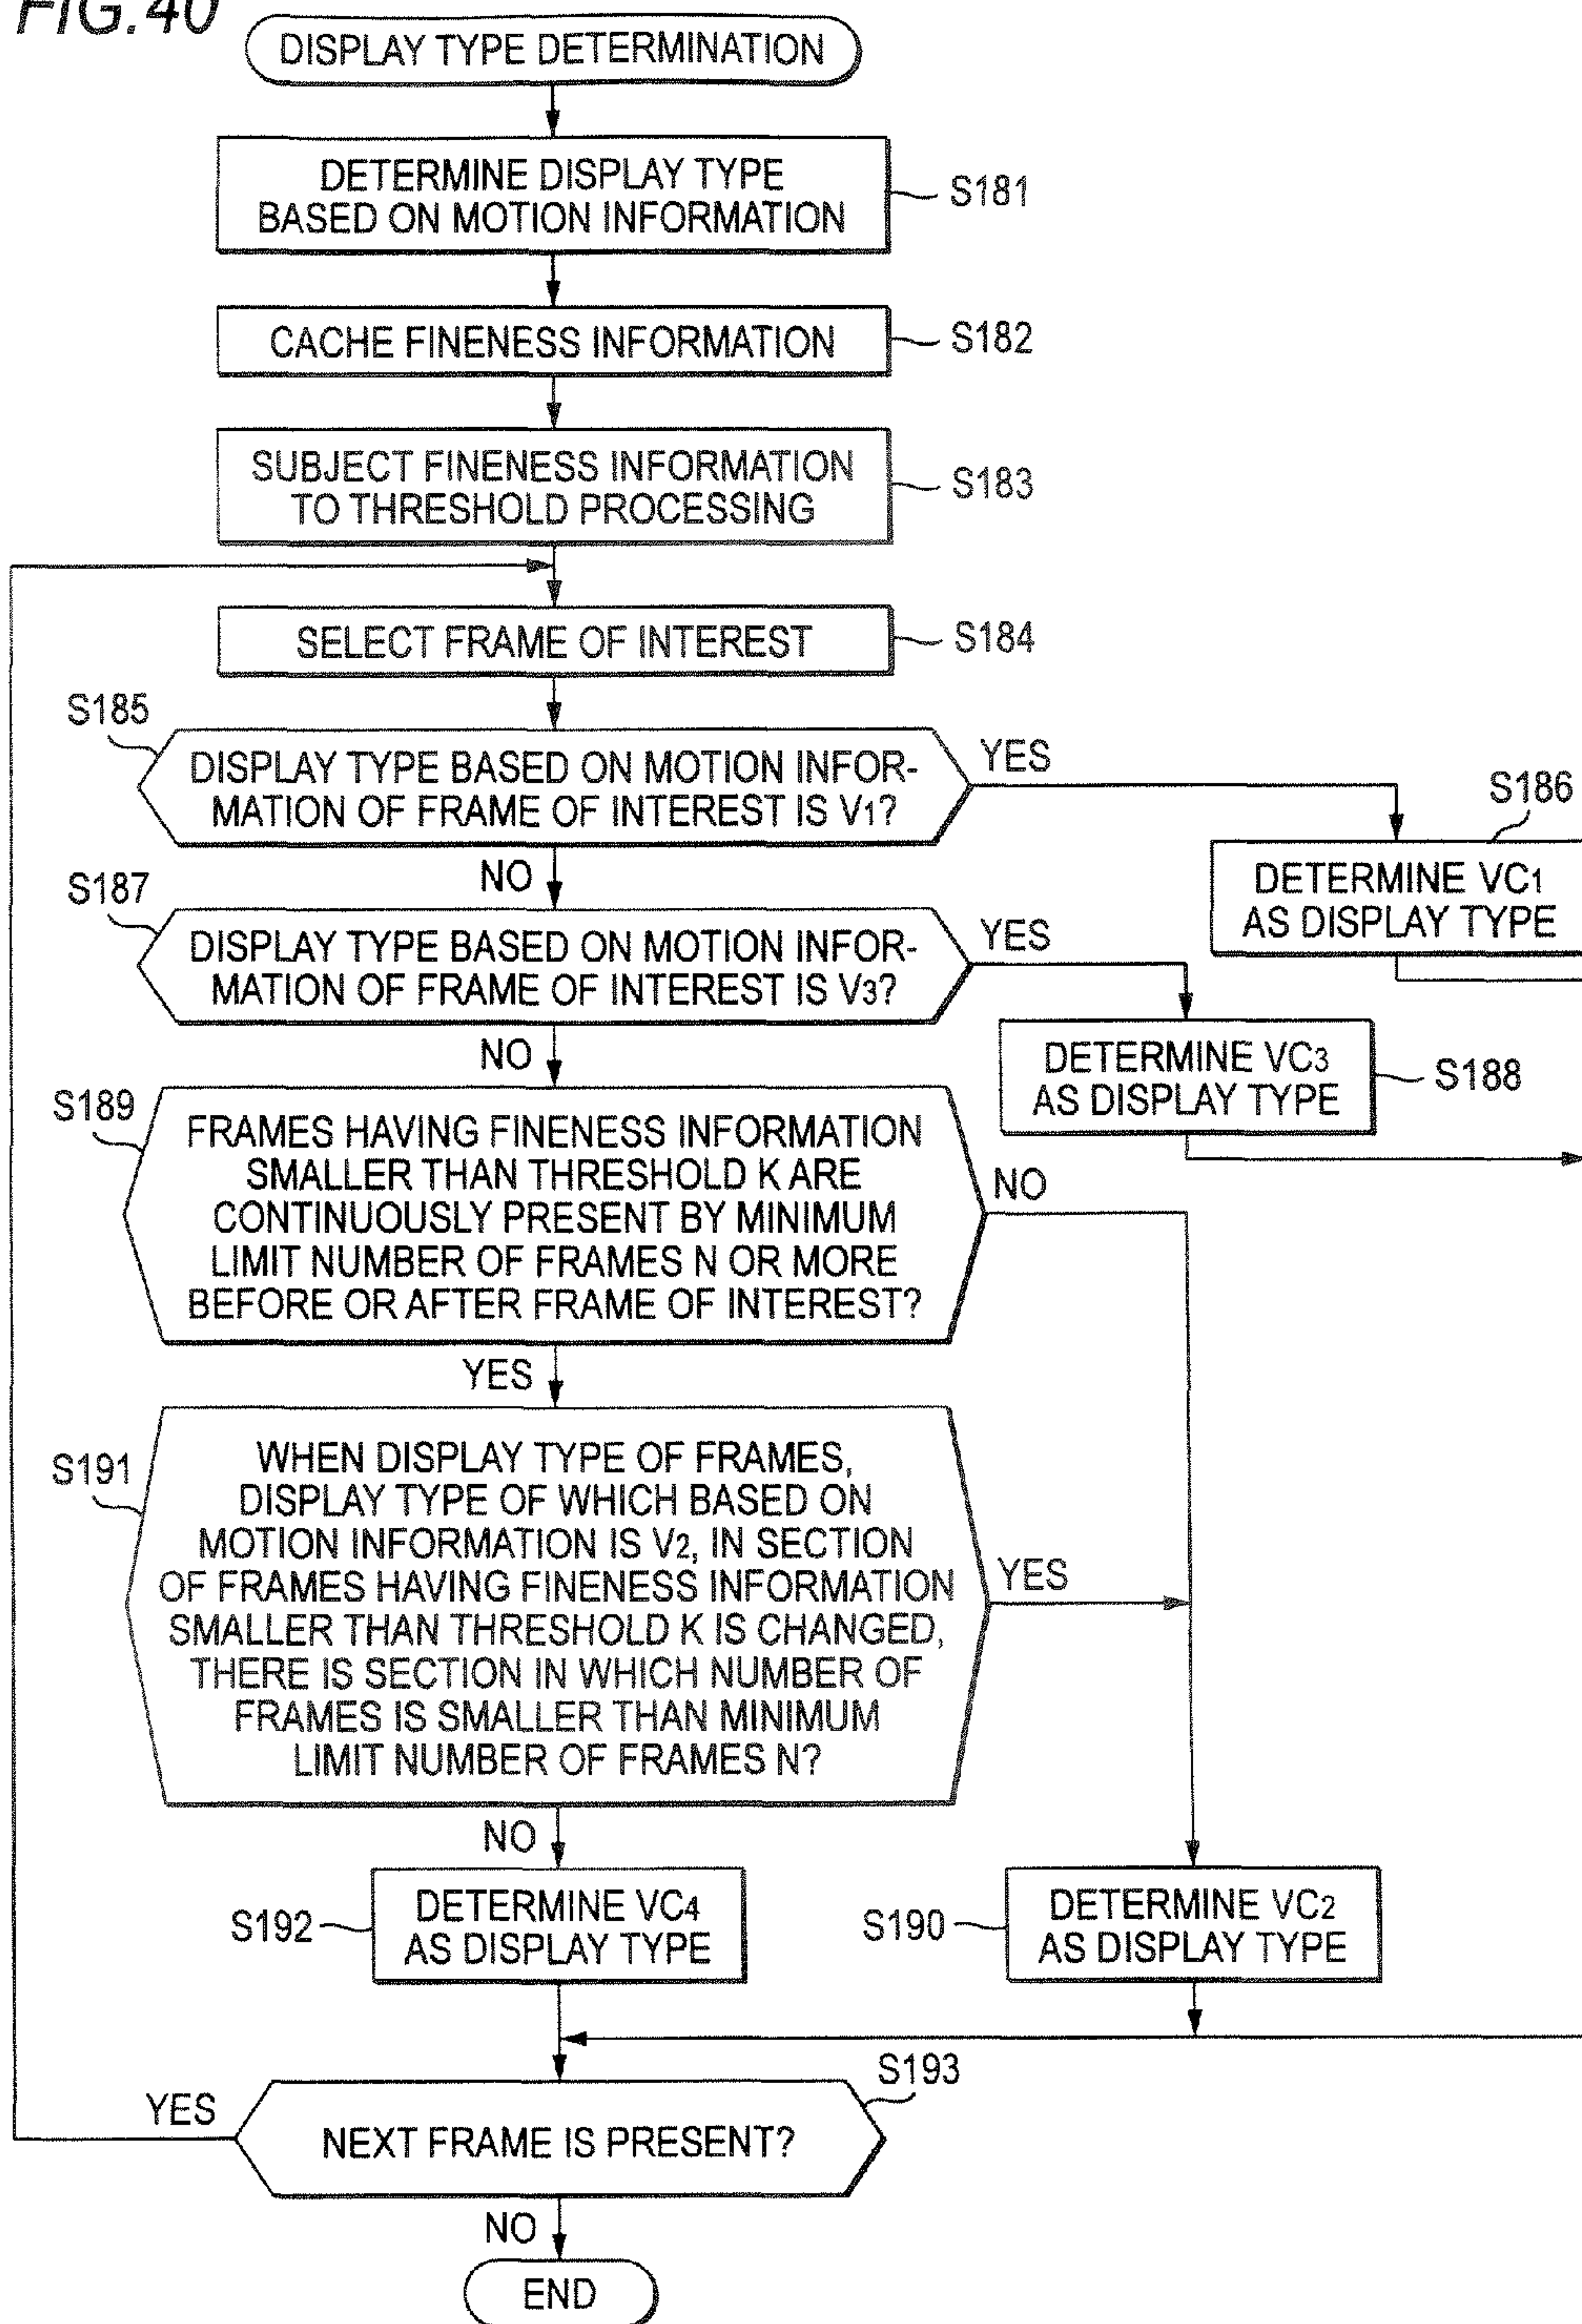 FIG.40
DISPLAY TYPE DETERMINATION
DETERMINE DISPLAY TYPE
BASED ON MOTION INFORMATION
S181
CACHE FINENESS INFORMATION
S182
SUBJECT FINENESS INFORMATION
TO THRESHOLD PROCESSING
S183
SELECT FRAME OF INTEREST
S184
S185
DISPLAY TYPE BASED ON MOTION INFOR-
MATION OF FRAME OF INTEREST IS V1?
YES
S186
DETERMINE VC1
AS DISPLAY TYPE
NO
S187
DISPLAY TYPE BASED ON MOTION INFOR-
MATION OF FRAME OF INTEREST IS V3?
YES
DETERMINE VC3
AS DISPLAY TYPE
S188
NO
S189
FRAMES HAVING FINENESS INFORMATION
SMALLER THAN THRESHOLD K ARE
CONTINUOUSLY PRESENT BY MINIMUM
LIMIT NUMBER OF FRAMES N OR MORE
BEFORE OR AFTER FRAME OF INTEREST?
NO
YES
S191
WHEN DISPLAY TYPE OF FRAMES,
DISPLAY TYPE OF WHICH BASED ON
MOTION INFORMATION IS V2, IN SECTION
OF FRAMES HAVING FINENESS INFORMATION
SMALLER THAN THRESHOLD K IS CHANGED,
THERE IS SECTION IN WHICH NUMBER OF
FRAMES IS SMALLER THAN MINIMUM
LIMIT NUMBER OF FRAMES N?
YES
NO
S192
DETERMINE VC4
AS DISPLAY TYPE
S190
DETERMINE VC2
AS DISPLAY TYPE
S193
YES
NEXT FRAME IS PRESENT?
NO
END